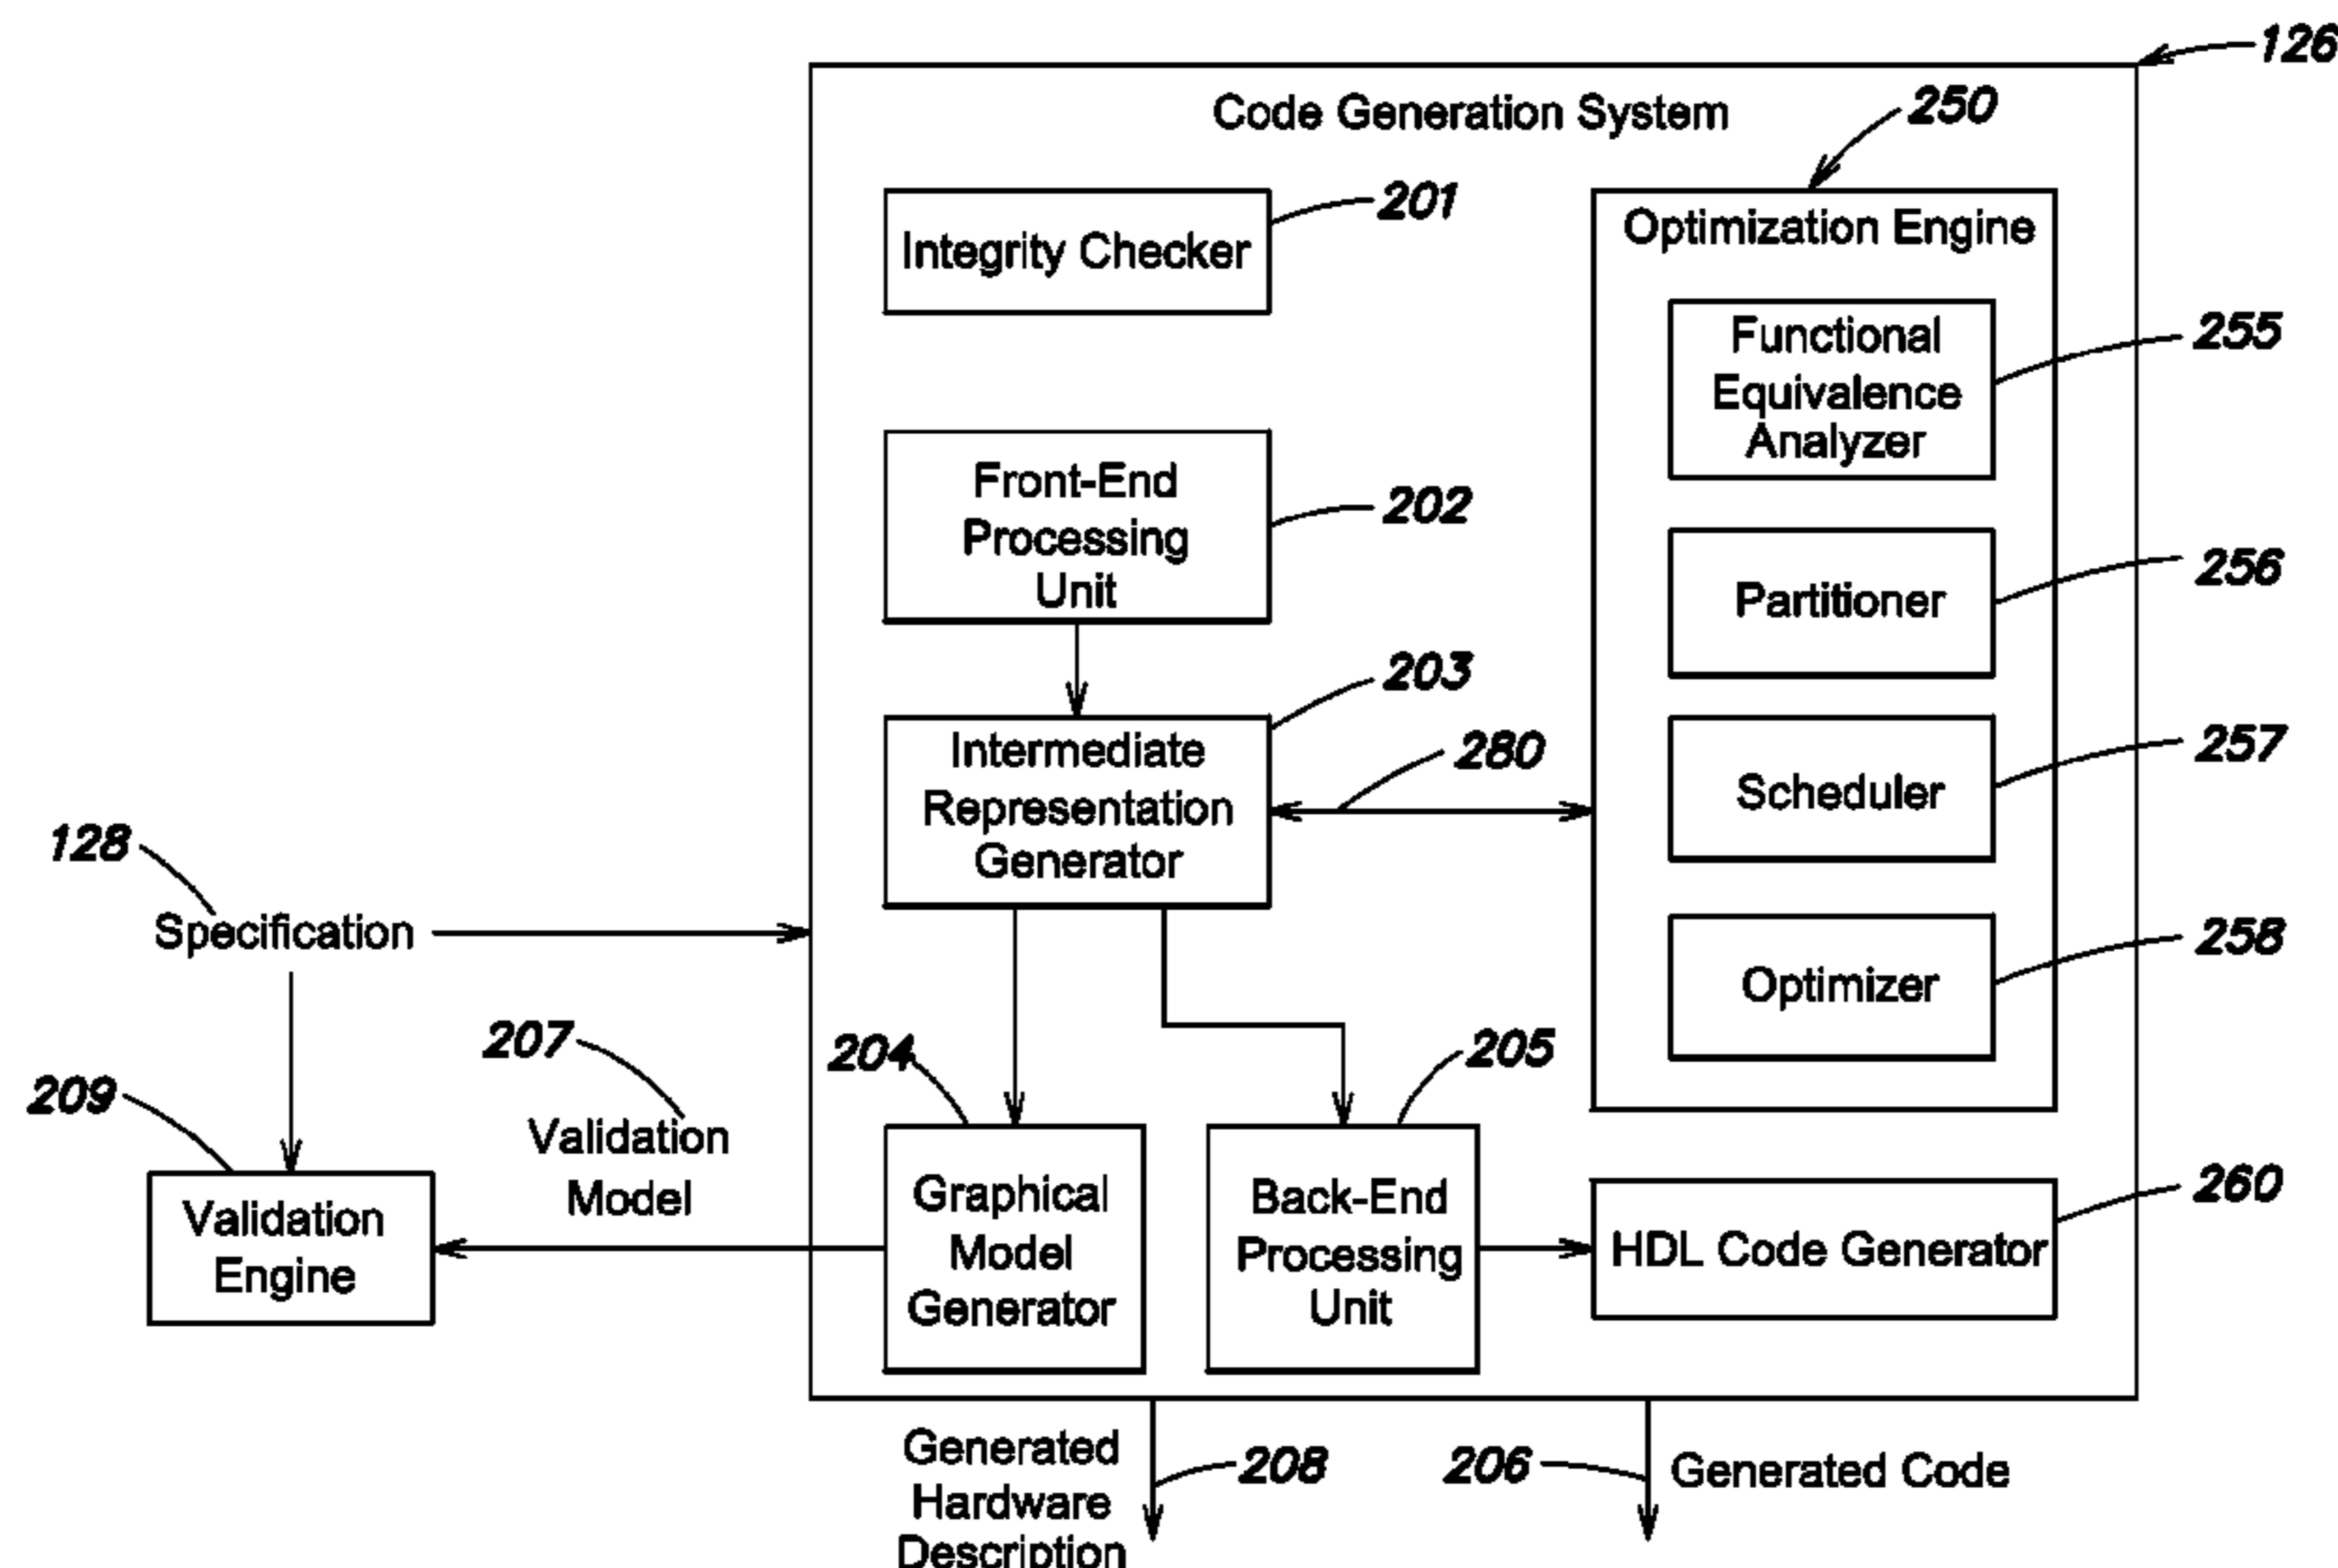 126
Code Generation System
250
201
Integrity Checker
Optimization Engine
Functional
Equivalence
Analyzer
255
Front-End
Processing
Unit
202
Partitioner
256
203
Intermediate
Representation
Generator
280
Scheduler
257
128
Specification
Optimizer
258
207
Validation
Model
204
205
209
Validation
Engine
Graphical
Model
Generator
Back-End
Processing
Unit
HDL Code Generator
260
Generated
Hardware
Description
208
206
Generated Code